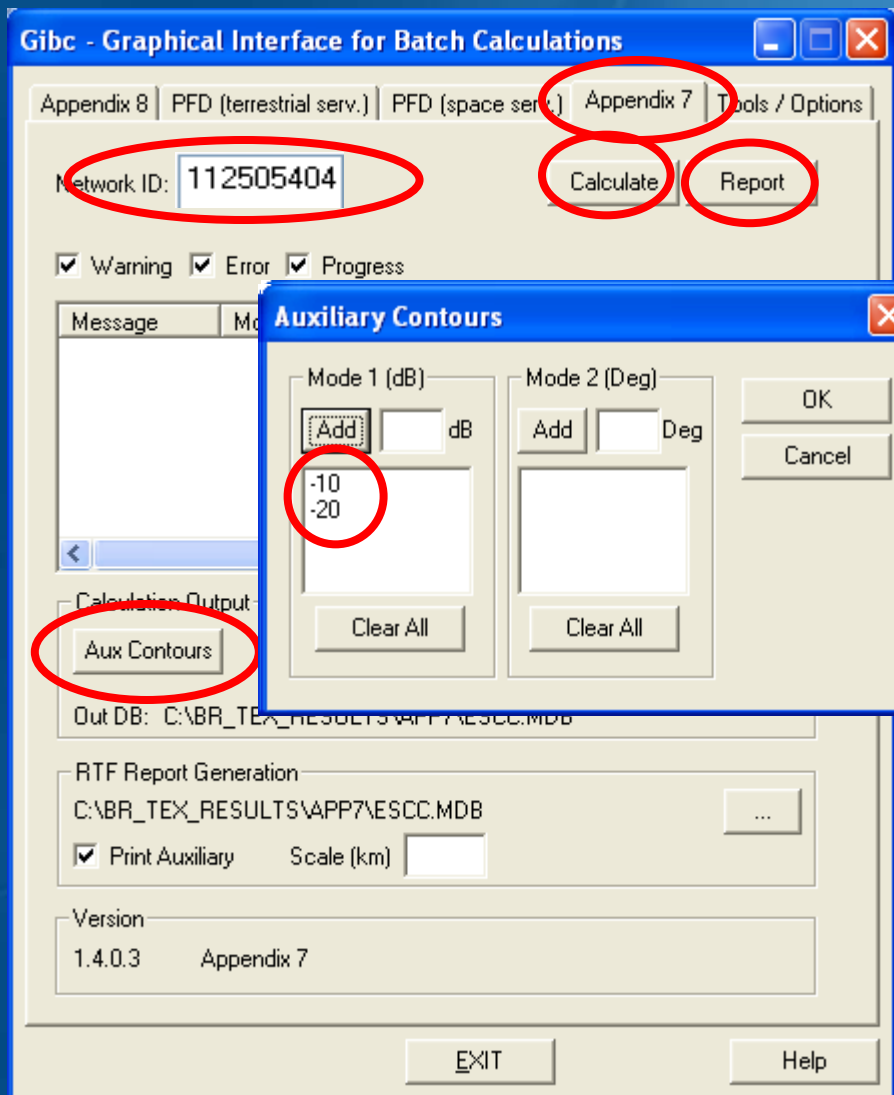 Gibc - Graphical Interface for Batch Calculations
Appendix 8 PFD (terrestrial serv.) PFD (space serv.) Appendix 7 Tools / Options
Network ID: 112505404 Calculate Report
Warning Error Progress
Message
Auxiliary Contours
Mode 1 (dB) Mode 2 (Deg)
Add dB Add Deg
OK
Cancel
-10
-20
Clear All Clear All
Calculation Output
Aux Contours
Out DB: C:\BR_TEX_RESULTS\APP7\ESCC.MDB
RTF Report Generation
C:\BR_TEX_RESULTS\APP7\ESCC.MDB ...
Print Auxiliary Scale (km)
Version
1.4.0.3 Appendix 7
EXIT Help